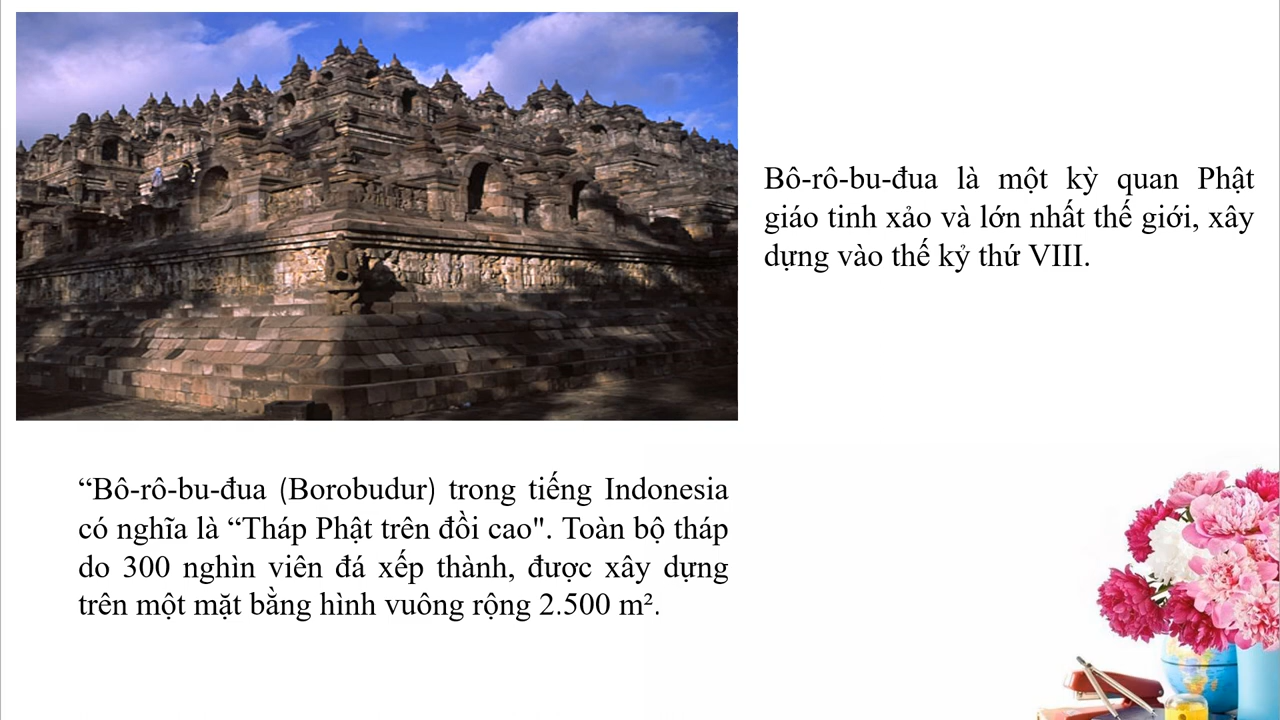 Bô-rô-bu-đua là một kỳ quan Phật
giáo tinh xảo và lớn nhất thế giới, xây
dựng vào thế kỷ thứ VIII.
“Bô-rô-bu-đua (Borobudur) trong tiếng Indonesia
có nghĩa là “Tháp Phật trên đồi cao". Toàn bộ tháp
do 300 nghìn viên đá xếp thành, được xây dựng
trên một mặt bằng hình vuông rộng 2.500 m².